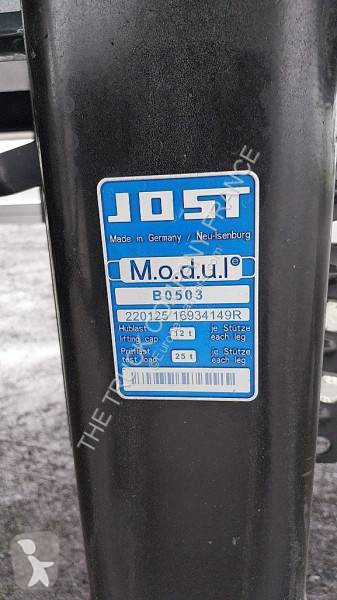 JOST
Made in Germany / Neu-Isenburg
M.o.d.u.l©
B0503
220125 16934149R
Hublast lifting cap 12 t je Stütze each leg
Prüflast test load 25 t je Stütze each leg
THE TRUCK COMPANY FRANCE